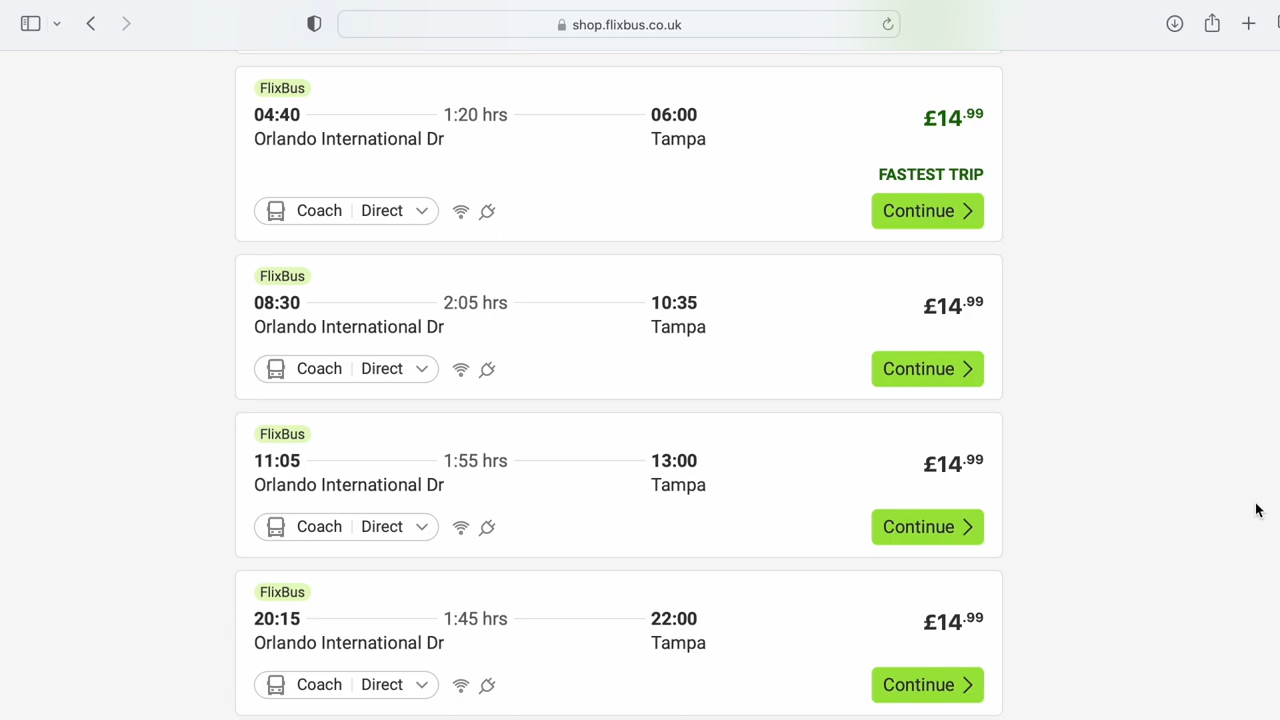 shop.flixbus.co.uk
FlixBus
04:40 1:20 hrs 06:00 £14.99
Orlando International Dr Tampa
FASTEST TRIP
Coach Direct Continue
FlixBus
08:30 2:05 hrs 10:35 £14.99
Orlando International Dr Tampa
Coach Direct Continue
FlixBus
11:05 1:55 hrs 13:00 £14.99
Orlando International Dr Tampa
Coach Direct Continue
FlixBus
20:15 1:45 hrs 22:00 £14.99
Orlando International Dr Tampa
Coach Direct Continue